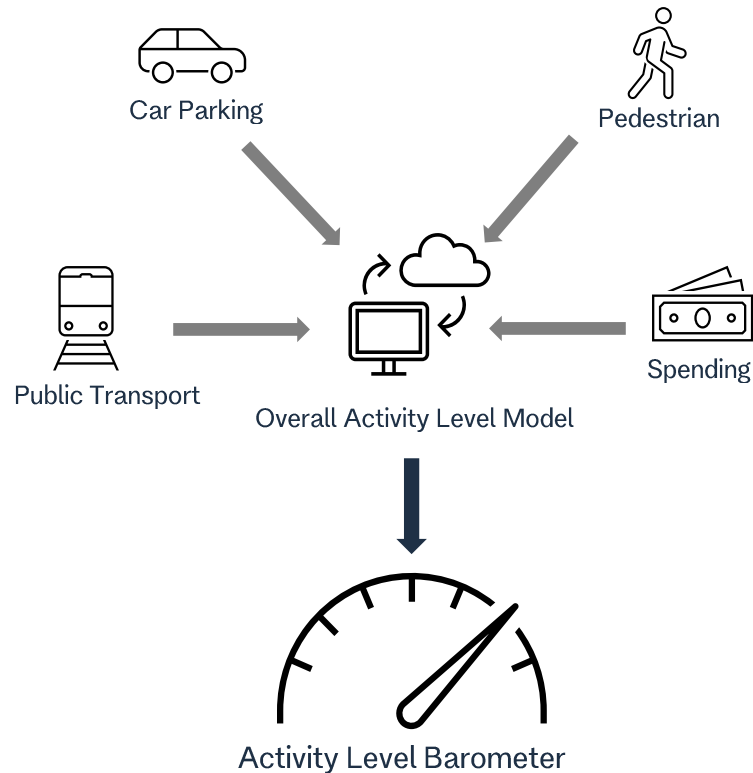 Car Parking
Pedestrian
Public Transport
Spending
Overall Activity Level Model
Activity Level Barometer